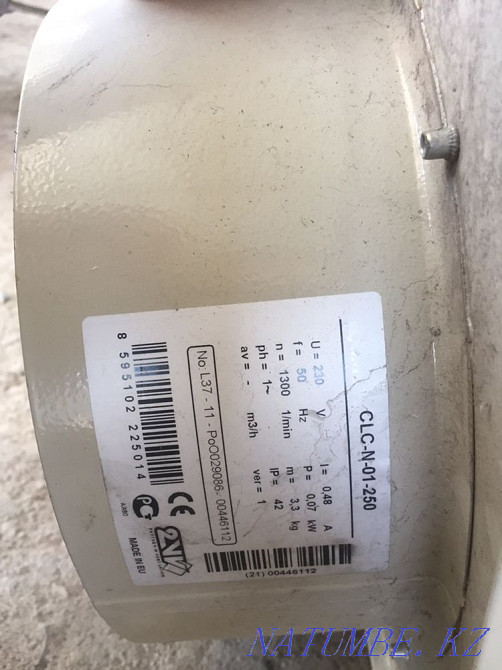 CLC-N-01-250
U = 230 V I = 0,48 A
f = 50 Hz P = 0,07 kW
n = 1300 1/min m = 3,3 kg
ph = 1~ IP = 42
av = - m3/h ver = 1
No: L37 - 11 - PoO029086 - 00446112
(21) 00446112
8 595102 225014
CE
РСТ
2VV
MADE IN EU
NATUMBE.KZ